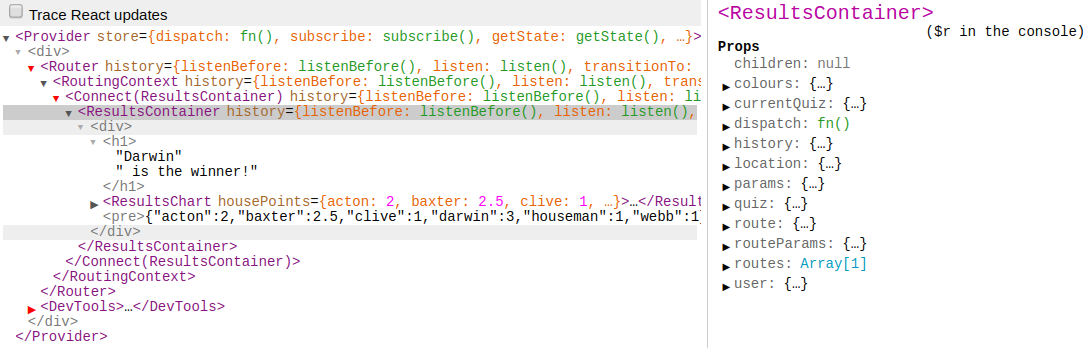 Trace React updates
<Provider store={dispatch: fn(), subscribe: subscribe(), getState: getState(), …}>
<div>
<Router history={listenBefore: listenBefore(), listen: listen(), transitionTo:
<RoutingContext history={listenBefore: listenBefore(), listen: listen(), tran
<Connect(ResultsContainer) history={listenBefore: listenBefore(), listen: li
<ResultsContainer history={listenBefore: listenBefore(), listen: listen(),
<div>
<h1>
"Darwin"
" is the winner!"
</h1>
<ResultsChart housePoints={acton: 2, baxter: 2.5, clive: 1, …}>…</Result
<pre>{"acton":2,"baxter":2.5,"clive":1,"darwin":3,"houseman":1,"webb":1
</div>
</ResultsContainer>
</Connect(ResultsContainer)>
</RoutingContext>
</Router>
<DevTools>…</DevTools>
</div>
</Provider>
<ResultsContainer>
($r in the console)
Props
children: null
colours: {…}
currentQuiz: {…}
dispatch: fn()
history: {…}
location: {…}
params: {…}
quiz: {…}
route: {…}
routeParams: {…}
routes: Array[1]
user: {…}